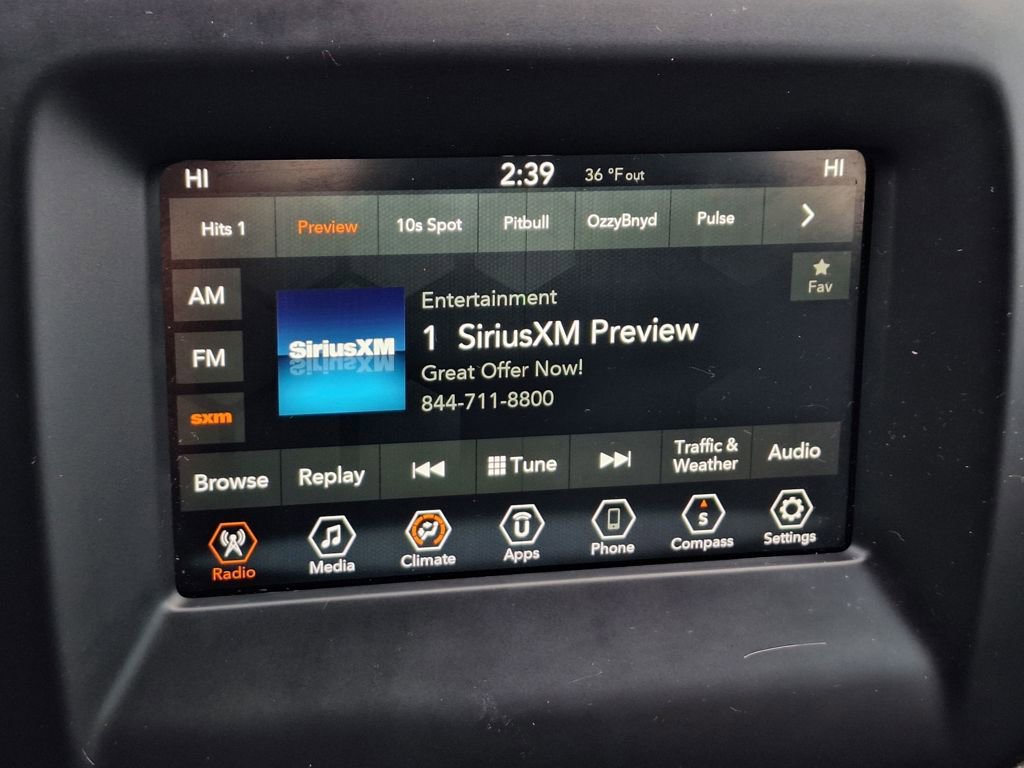 HI 2:39 36 °F out HI
Hits 1 Preview 10s Spot Pitbull OzzyBnyd Pulse
AM
FM
sxm
SiriusXM
Entertainment
1 SiriusXM Preview
Great Offer Now!
844-711-8800
Fav
Browse Replay Tune Traffic & Weather Audio
Radio Media Climate U Apps Phone S Compass Settings